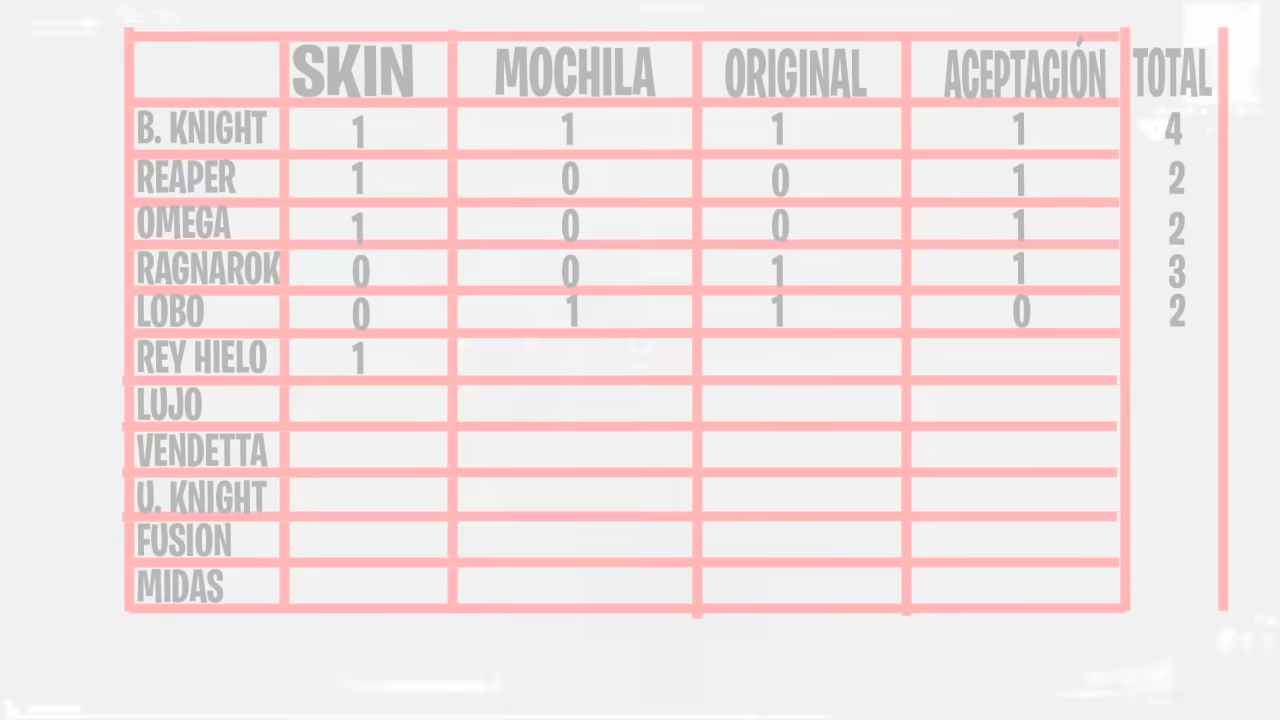 SKIN MOCHILA ORIGINAL ACEPTACIÓN TOTAL
B. KNIGHT 1 1 1 1 4
REAPER 1 0 0 1 2
OMEGA 1 0 0 1 2
RAGNAROK 0 0 1 1 3
LOBO 0 1 1 0 2
REY HIELO 1
LUJO
VENDETTA
U. KNIGHT
FUSION
MIDAS